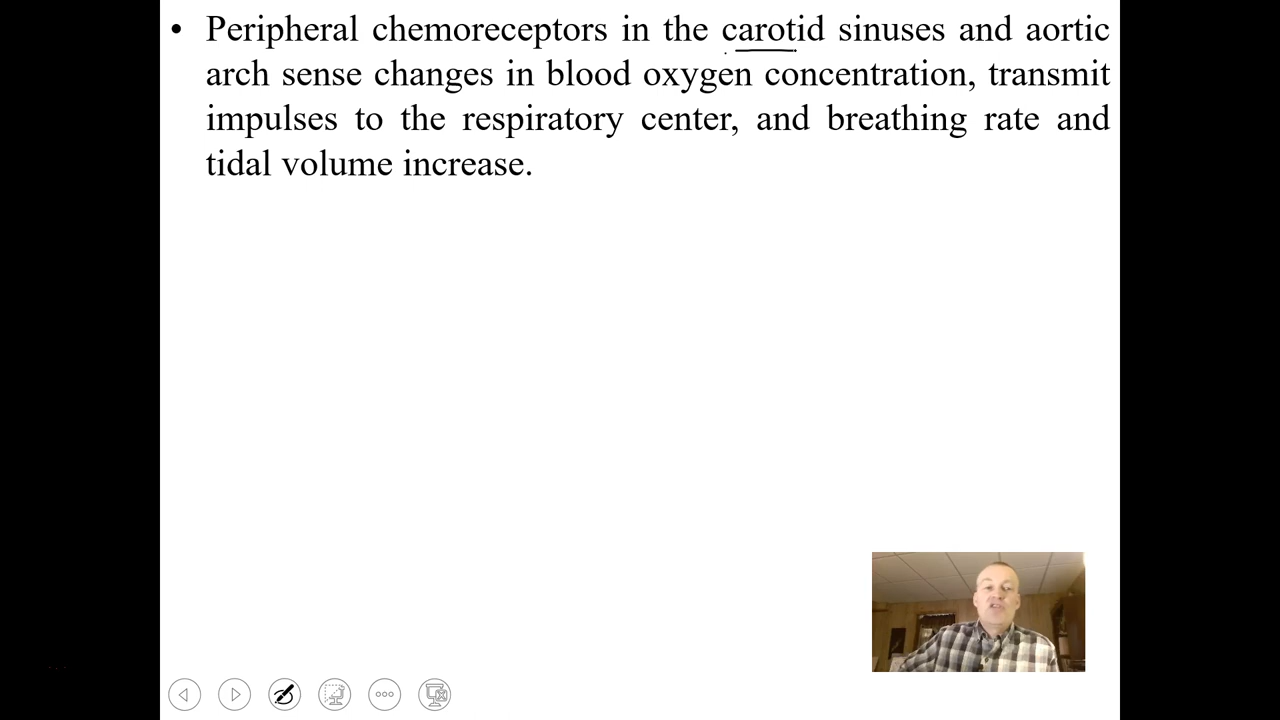 • Peripheral chemoreceptors in the carotid sinuses and aortic
arch sense changes in blood oxygen concentration, transmit
impulses to the respiratory center, and breathing rate and
tidal volume increase.